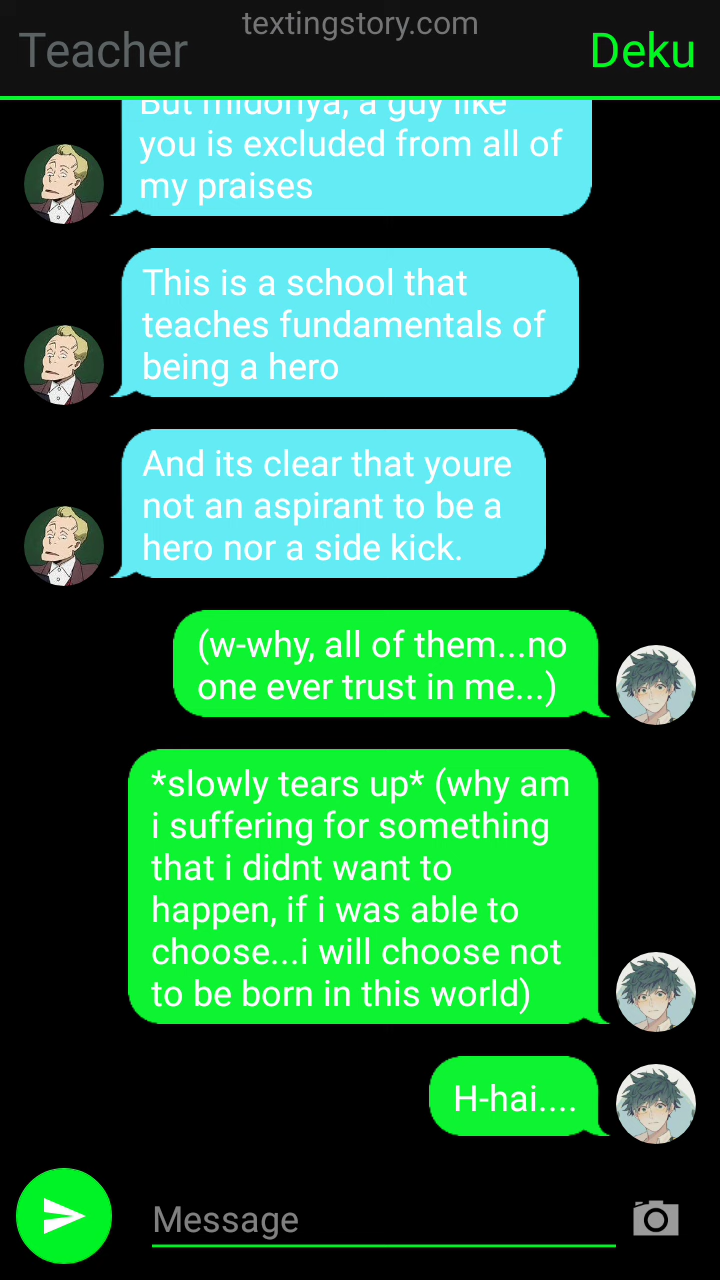 textingstory.com
Teacher
Deku
But midoriya, a guy like
you is excluded from all of
my praises
This is a school that
teaches fundamentals of
being a hero
And its clear that youre
not an aspirant to be a
hero nor a side kick.
(w-why, all of them...no
one ever trust in me...)
*slowly tears up* (why am
i suffering for something
that i didnt want to
happen, if i was able to
choose...i will choose not
to be born in this world)
H-hai....
Message